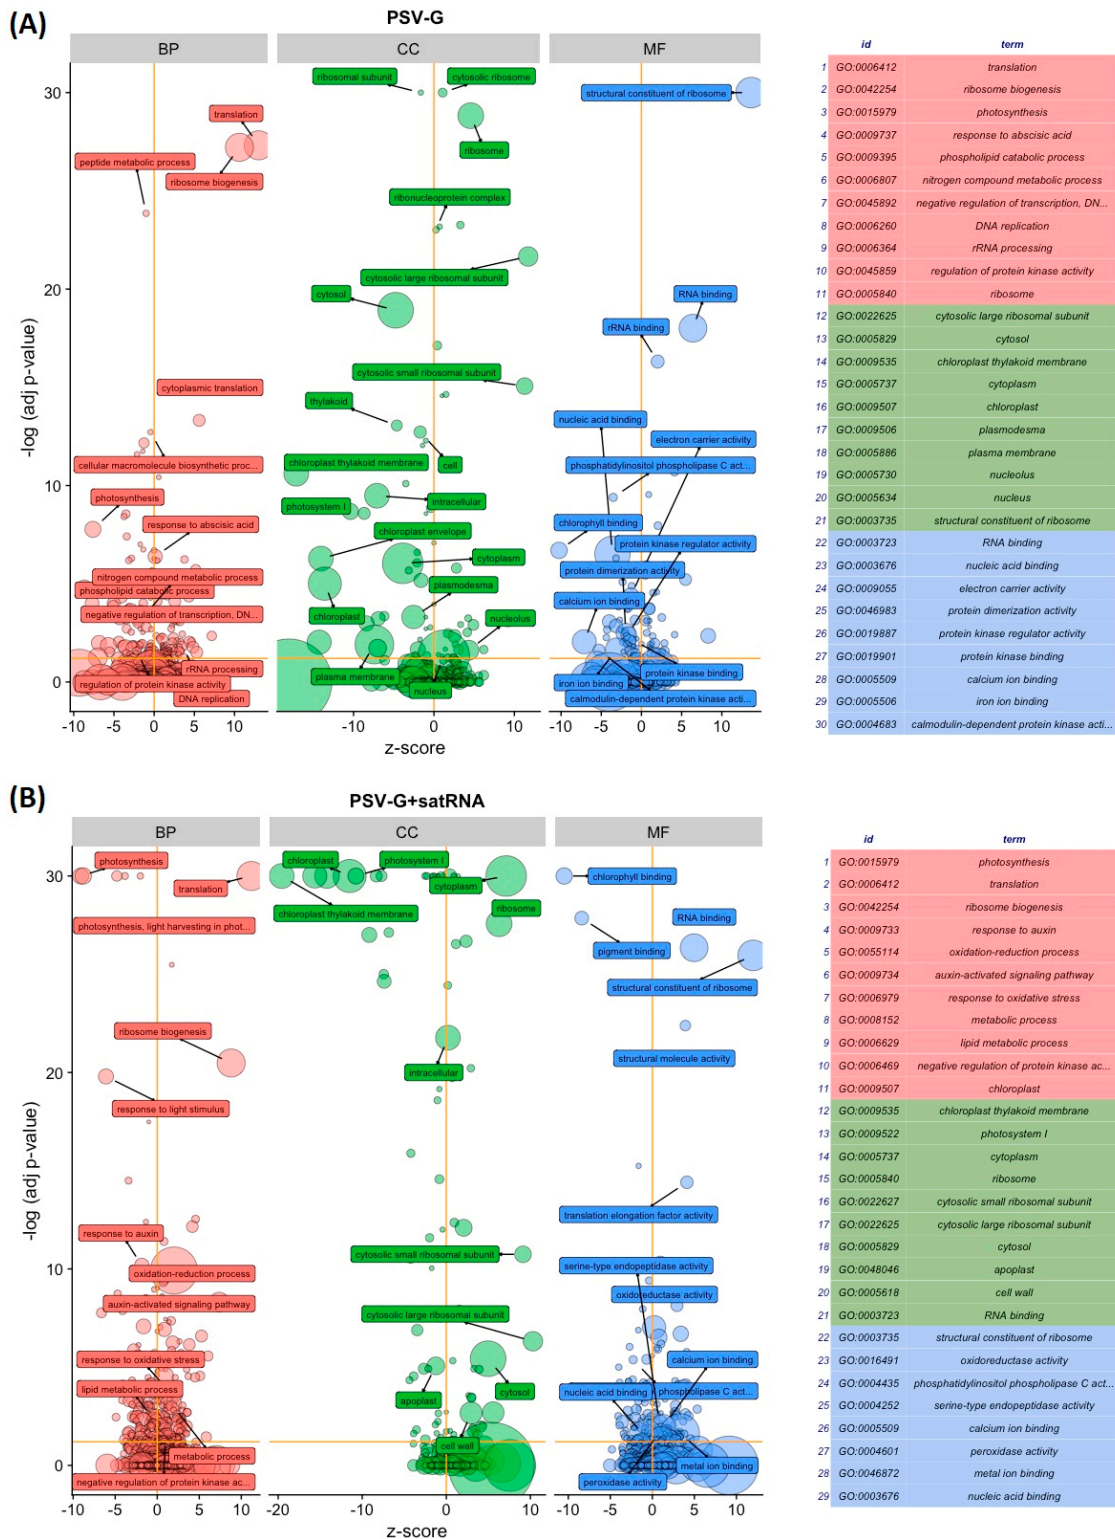 (A)
PSV-G
BP
CC
MF
ribosomal subunit
cytosolic ribosome
structural constituent of ribosome
translation
ribosome
peptide metabolic process
ribosome biogenesis
ribonucleoprotein complex
cytosolic large ribosomal subunit
cytosol
RNA binding
rRNA binding
cytosolic small ribosomal subunit
cytoplasmic translation
thylakoid
nucleic acid binding
electron carrier activity
cellular macromolecule biosynthetic proc...
chloroplast thylakoid membrane
cell
phosphatidylinositol phospholipase C act...
photosynthesis
photosystem I
intracellular
response to abscisic acid
chloroplast envelope
chlorophyll binding
protein kinase regulator activity
cytoplasm
nitrogen compound metabolic process
protein dimerization activity
phospholipid catabolic process
plasmodesma
calcium ion binding
negative regulation of transcription, DN...
chloroplast
nucleolus
rRNA processing
plasma membrane
protein kinase binding
regulation of protein kinase activity
nucleus
iron ion binding
DNA replication
calmodulin-dependent protein kinase acti...
30
20
10
0
-log (adj p-value)
-10 -5 0 5 10
-10 0 10
-10 -5 0 5 10
z-score
id term
1 GO:0006412 translation
2 GO:0042254 ribosome biogenesis
3 GO:0015979 photosynthesis
4 GO:0009737 response to abscisic acid
5 GO:0009395 phospholipid catabolic process
6 GO:0006807 nitrogen compound metabolic process
7 GO:0045892 negative regulation of transcription, DN...
8 GO:0006260 DNA replication
9 GO:0006364 rRNA processing
10 GO:0045859 regulation of protein kinase activity
11 GO:0005840 ribosome
12 GO:0022625 cytosolic large ribosomal subunit
13 GO:0005829 cytosol
14 GO:0009535 chloroplast thylakoid membrane
15 GO:0005737 cytoplasm
16 GO:0009507 chloroplast
17 GO:0009506 plasmodesma
18 GO:0005886 plasma membrane
19 GO:0005730 nucleolus
20 GO:0005634 nucleus
21 GO:0003735 structural constituent of ribosome
22 GO:0003723 RNA binding
23 GO:0003676 nucleic acid binding
24 GO:0009055 electron carrier activity
25 GO:0046983 protein dimerization activity
26 GO:0019887 protein kinase regulator activity
27 GO:0019901 protein kinase binding
28 GO:0005509 calcium ion binding
29 GO:0005506 iron ion binding
30 GO:0004683 calmodulin-dependent protein kinase acti...
(B)
PSV-G+satRNA
BP
CC
MF
photosynthesis
chloroplast
photosystem I
chlorophyll binding
translation
cytoplasm
chloroplast thylakoid membrane
ribosome
RNA binding
photosynthesis, light harvesting in phot...
pigment binding
structural constituent of ribosome
ribosome biogenesis
structural molecule activity
intracellular
response to light stimulus
translation elongation factor activity
response to auxin
cytosolic small ribosomal subunit
serine-type endopeptidase activity
oxidation-reduction process
oxidoreductase activity
auxin-activated signaling pathway
cytosolic large ribosomal subunit
response to oxidative stress
calcium ion binding
lipid metabolic process
apoplast
cytosol
nucleic acid binding
phospholipase C act...
cell wall
metabolic process
metal ion binding
negative regulation of protein kinase ac...
peroxidase activity
30
20
10
0
-log (adj p-value)
-10 -5 0 5 10
-20 -10 0 10
-10 -5 0 5 10
z-score
id term
1 GO:0015979 photosynthesis
2 GO:0006412 translation
3 GO:0042254 ribosome biogenesis
4 GO:0009733 response to auxin
5 GO:0055114 oxidation-reduction process
6 GO:0009734 auxin-activated signaling pathway
7 GO:0006979 response to oxidative stress
8 GO:0008152 metabolic process
9 GO:0006629 lipid metabolic process
10 GO:0006469 negative regulation of protein kinase ac...
11 GO:0009507 chloroplast
12 GO:0009535 chloroplast thylakoid membrane
13 GO:0009522 photosystem I
14 GO:0005737 cytoplasm
15 GO:0005840 ribosome
16 GO:0022627 cytosolic small ribosomal subunit
17 GO:0022625 cytosolic large ribosomal subunit
18 GO:0005829 cytosol
19 GO:0048046 apoplast
20 GO:0005618 cell wall
21 GO:0003723 RNA binding
22 GO:0003735 structural constituent of ribosome
23 GO:0016491 oxidoreductase activity
24 GO:0004435 phosphatidylinositol phospholipase C act...
25 GO:0004252 serine-type endopeptidase activity
26 GO:0005509 calcium ion binding
27 GO:0004601 peroxidase activity
28 GO:0046872 metal ion binding
29 GO:0003676 nucleic acid binding